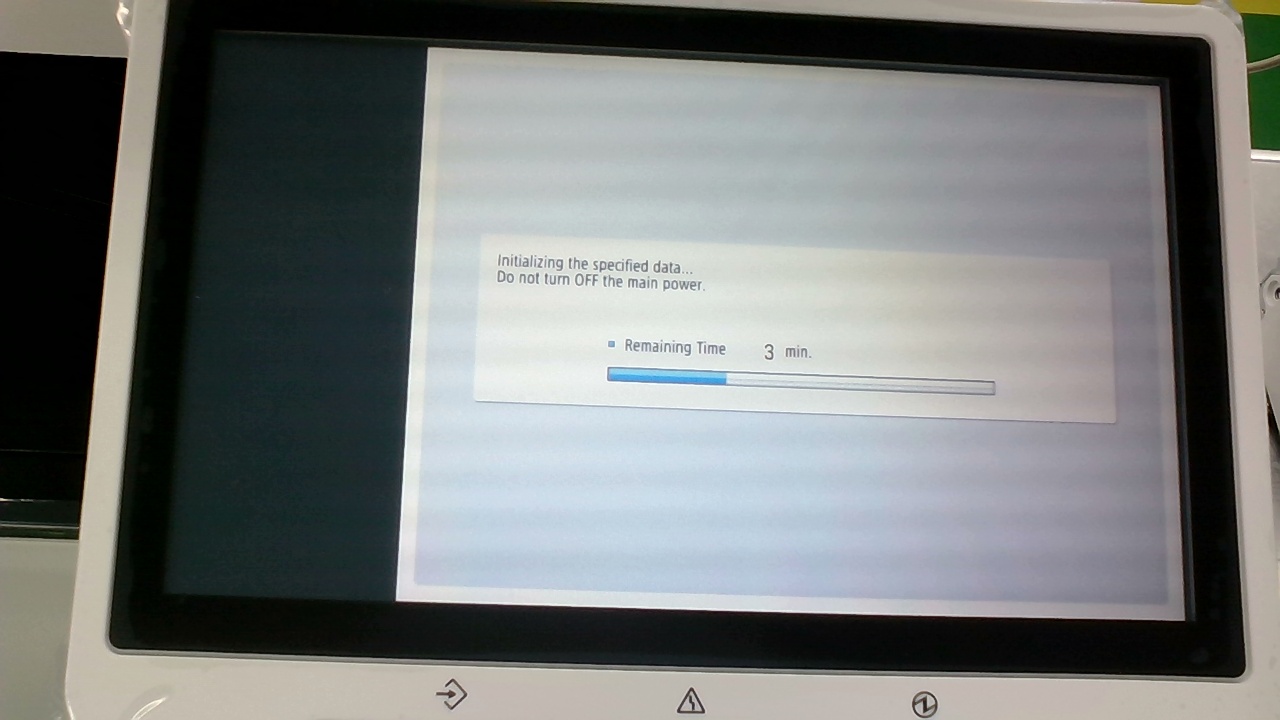 Initializing the specified data...
Do not turn OFF the main power.
Remaining Time 3 min.